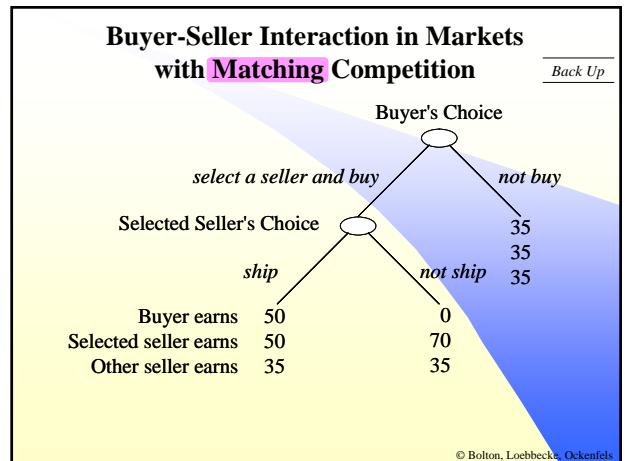 Buyer-Seller Interaction in Markets
with Matching Competition
Back Up
Buyer's Choice
select a seller and buy
not buy
Selected Seller's Choice
35
35
35
ship
not ship
Buyer earns 50 0
Selected seller earns 50 70
Other seller earns 35 35
© Bolton, Loebbecke, Ockenfels